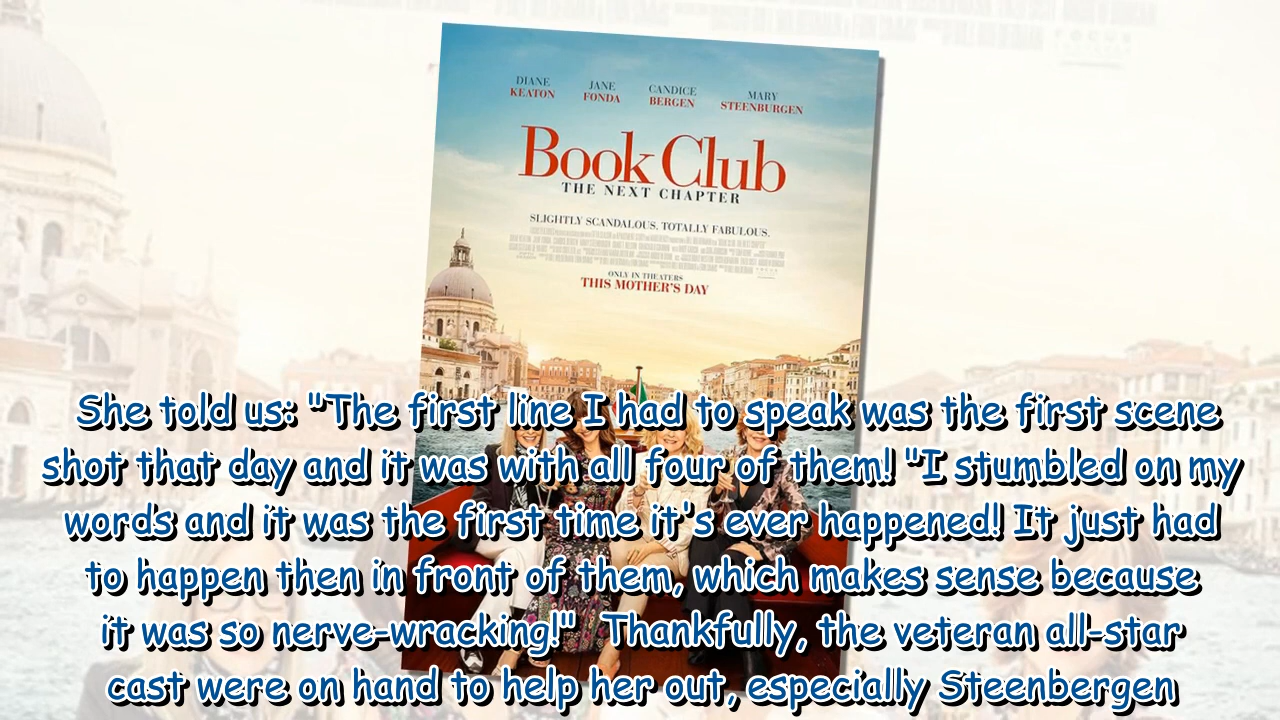 DIANE KEATON JANE FONDA CANDICE BERGEN MARY STEENBURGEN
Book Club
THE NEXT CHAPTER
SLIGHTLY SCANDALOUS. TOTALLY FABULOUS.
ONLY IN THEATERS
THIS MOTHER'S DAY
She told us: "The first line I had to speak was the first scene
shot that day and it was with all four of them! "I stumbled on my
words and it was the first time it's ever happened! It just had
to happen then in front of them, which makes sense because
it was so nerve-wracking!" Thankfully, the veteran all-star
cast were on hand to help her out, especially Steenbergen